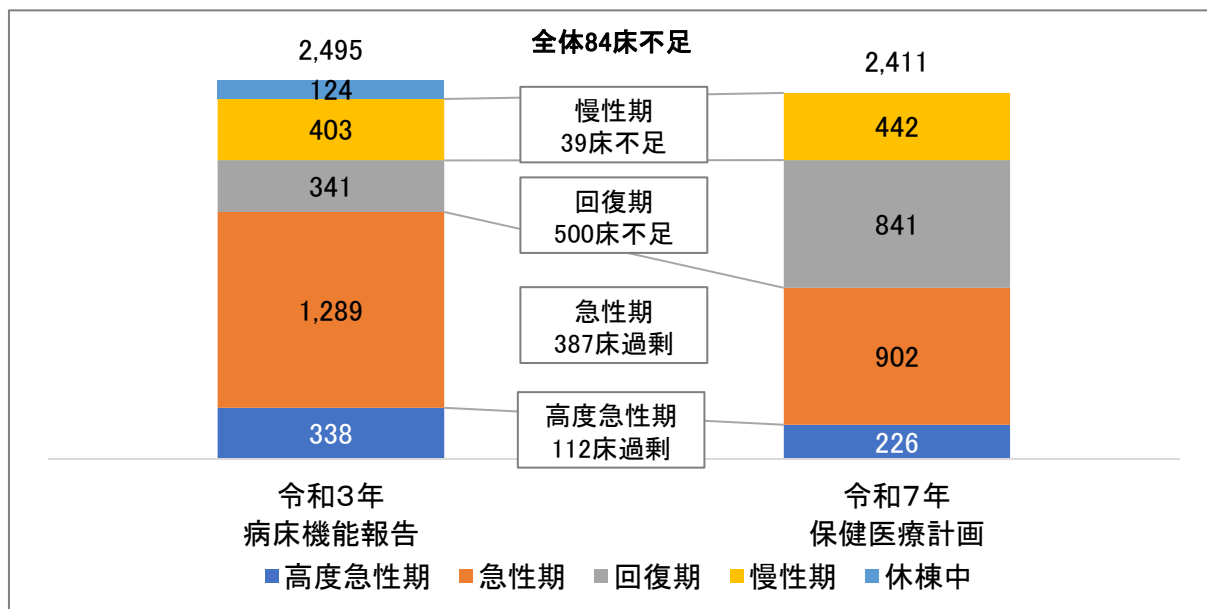 全体84床不足
2,495
124
403
341
1,289
338
令和3年
病床機能報告
慢性期
39床不足
回復期
500床不足
急性期
387床過剰
高度急性期
112床過剰
2,411
442
841
902
226
令和7年
保健医療計画
高度急性期 急性期 回復期 慢性期 休棟中